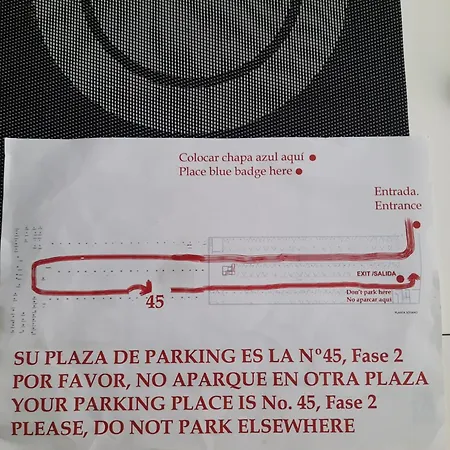 Colocar chapa azul aquí
Place blue badge here
Entrada.
Entrance
EXIT /SALIDA
Don't park here
No aparcar aquí
45
SU PLAZA DE PARKING ES LA Nº45, Fase 2
POR FAVOR, NO APARQUE EN OTRA PLAZA
YOUR PARKING PLACE IS No. 45, Fase 2
PLEASE, DO NOT PARK ELSEWHERE